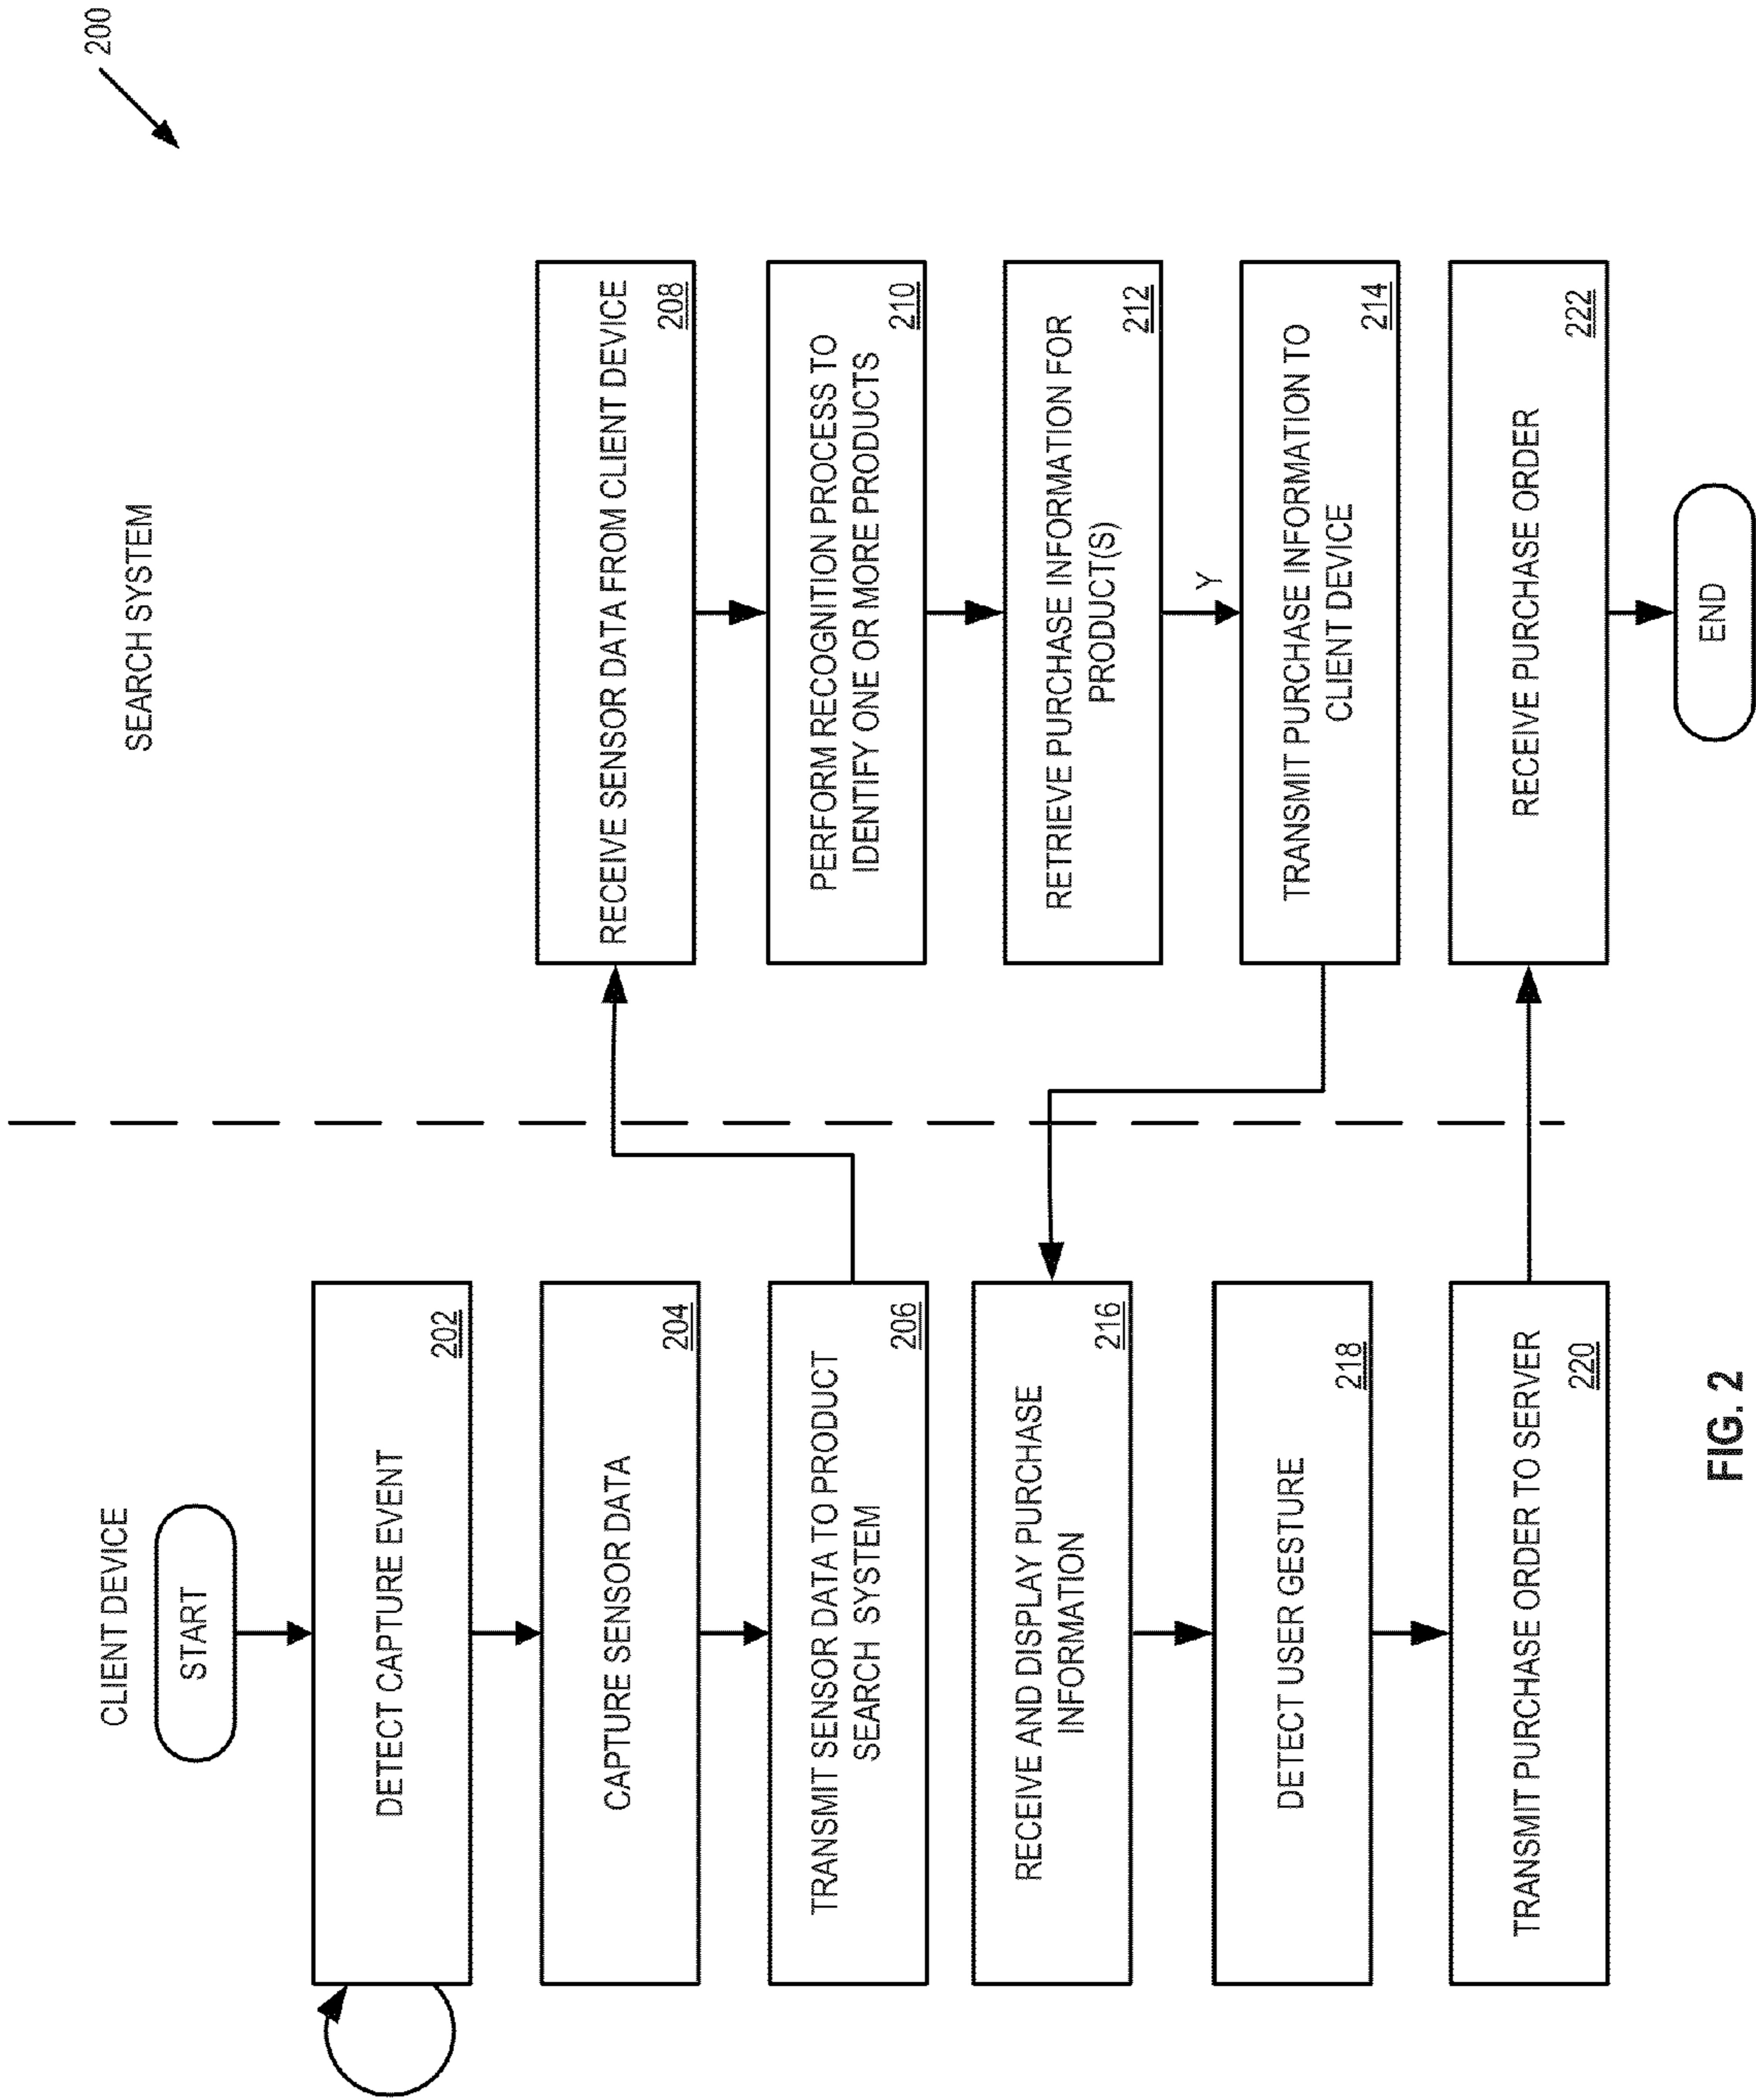 200
CLIENT DEVICE
SEARCH SYSTEM
START
DETECT CAPTURE EVENT
202
CAPTURE SENSOR DATA
204
TRANSMIT SENSOR DATA TO PRODUCT
SEARCH SYSTEM
206
RECEIVE SENSOR DATA FROM CLIENT DEVICE
208
PERFORM RECOGNITION PROCESS TO
IDENTIFY ONE OR MORE PRODUCTS
210
RETRIEVE PURCHASE INFORMATION FOR
PRODUCT(S)
212
Y
TRANSMIT PURCHASE INFORMATION TO
CLIENT DEVICE
214
RECEIVE AND DISPLAY PURCHASE
INFORMATION
216
DETECT USER GESTURE
218
TRANSMIT PURCHASE ORDER TO SERVER
220
RECEIVE PURCHASE ORDER
222
END
FIG. 2